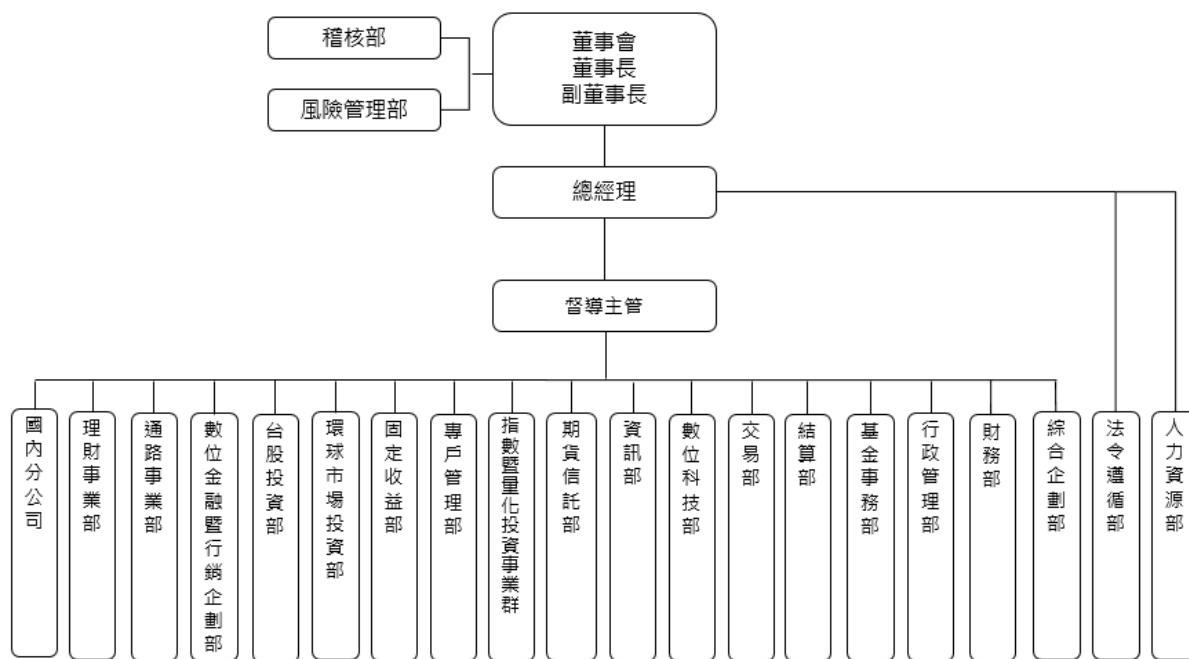 稽核部
風險管理部
董事會
董事長
副董事長
總經理
督導主管
國內分公司
理財事業部
通路事業部
數位金融暨行銷企劃部
台股投資部
環球市場投資部
固定收益部
專戶管理部
指數暨量化投資事業群
期貨信託部
資訊部
數位科技部
交易部
結算部
基金事務部
行政管理部
財務部
綜合企劃部
法令遵循部
人力資源部